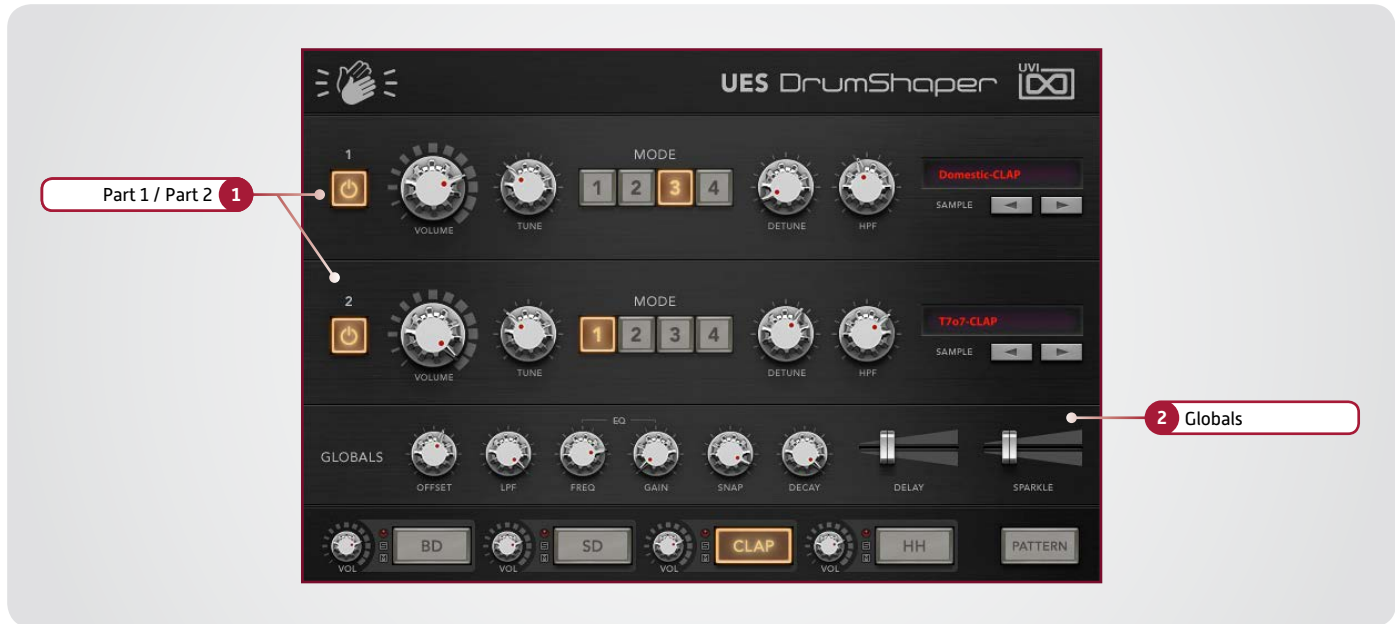 UES DrumShaper UVI
1 MODE
1 2 3 4
Domestic-CLAP
SAMPLE
VOLUME TUNE DETUNE HPF
Part 1 / Part 2 1
2 MODE
1 2 3 4
T7o7-CLAP
SAMPLE
VOLUME TUNE DETUNE HPF
2 Globals
EQ
GLOBALS
OFFSET LPF FREQ GAIN SNAP DECAY DELAY SPARKLE
BD SD CLAP HH PATTERN
VOL VOL VOL VOL